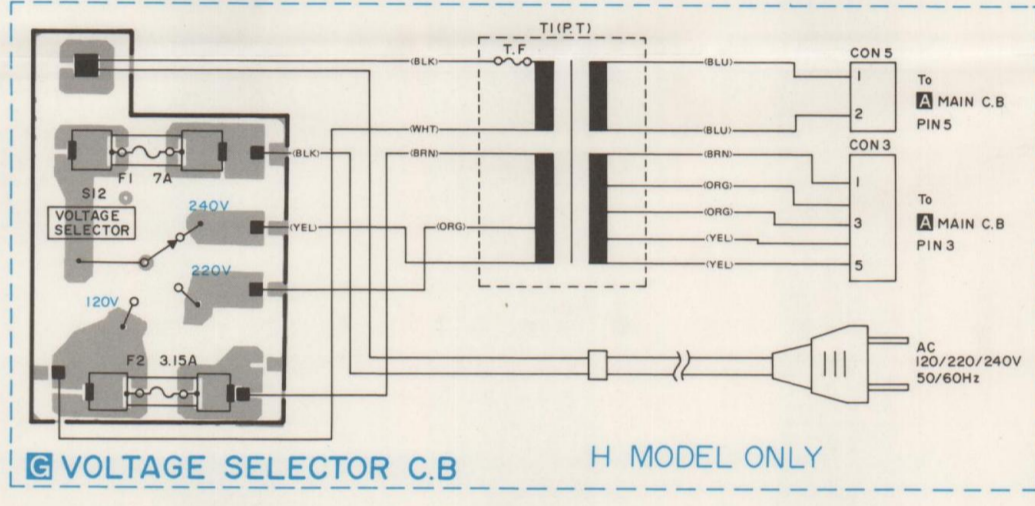 T1(P.T)
T.F
(BLK)
(BLU)
CON 5
1
2
To
A MAIN C.B
PIN 5
(WHT)
(BLU)
(BRN)
(BRN)
CON 3
F1 7A
(BLK)
S12
VOLTAGE
SELECTOR
240V
(YEL)
(ORG)
(ORG)
(ORG)
(YEL)
(YEL)
1
3
5
To
A MAIN C.B
PIN 3
220V
120V
F2 3.15A
AC
120/220/240V
50/60Hz
G VOLTAGE SELECTOR C.B
H MODEL ONLY